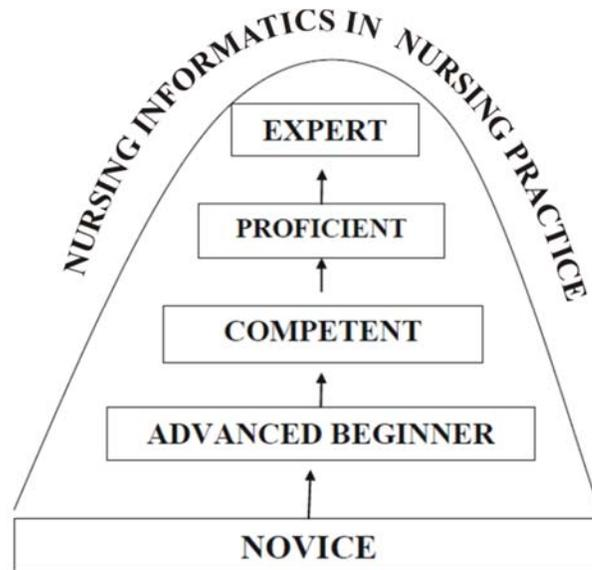 NURSING INFORMATICS IN NURSING PRACTICE
EXPERT
PROFICIENT
COMPETENT
ADVANCED BEGINNER
NOVICE